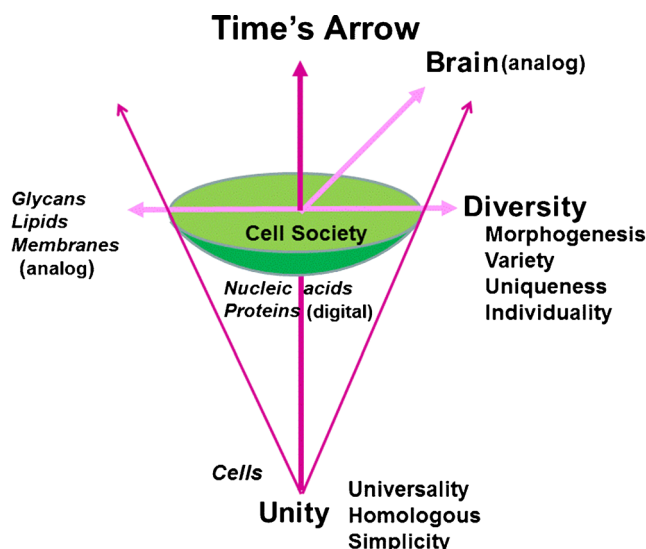 Time's Arrow
Brain (analog)
Glycans
Lipids
Membranes
(analog)
Diversity
Morphogenesis
Variety
Uniqueness
Individuality
Cell Society
Nucleic acids
Proteins (digital)
Cells
Unity
Universality
Homologous
Simplicity